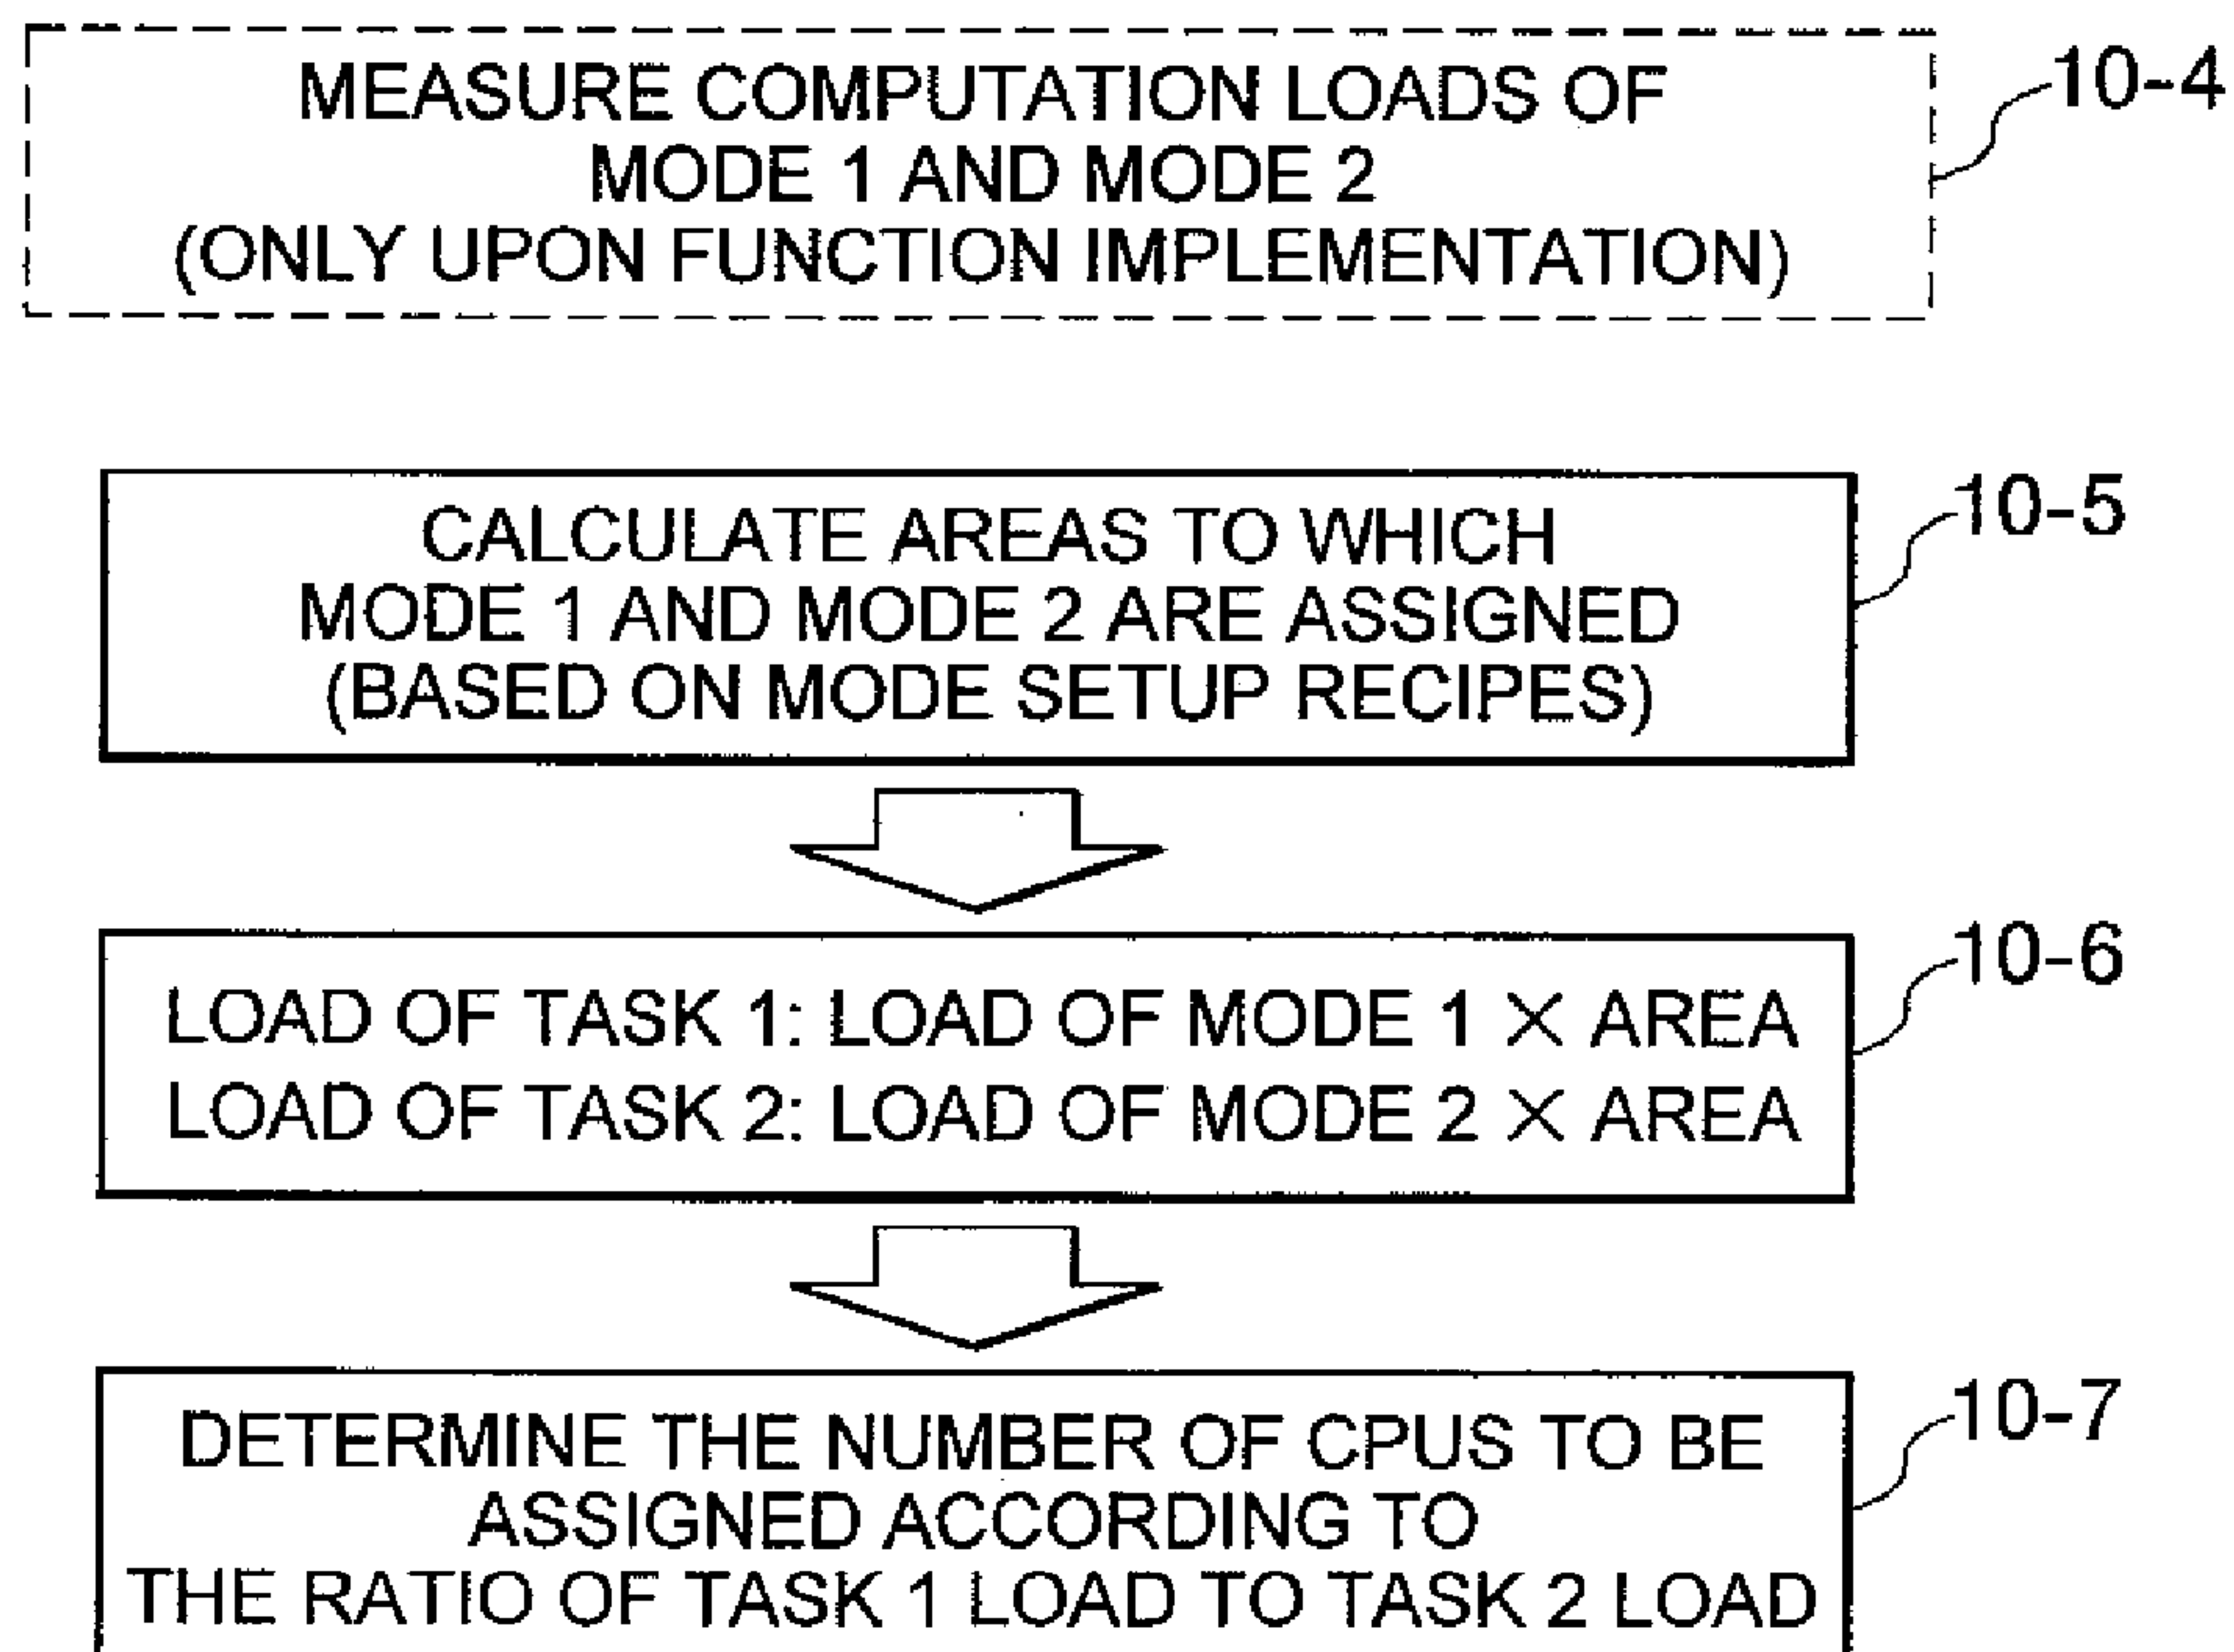 MEASURE COMPUTATION LOADS OF
MODE 1 AND MODE 2
(ONLY UPON FUNCTION IMPLEMENTATION)
10-4
CALCULATE AREAS TO WHICH
MODE 1 AND MODE 2 ARE ASSIGNED
(BASED ON MODE SETUP RECIPES)
10-5
LOAD OF TASK 1: LOAD OF MODE 1 × AREA
LOAD OF TASK 2: LOAD OF MODE 2 × AREA
10-6
DETERMINE THE NUMBER OF CPUS TO BE
ASSIGNED ACCORDING TO
THE RATIO OF TASK 1 LOAD TO TASK 2 LOAD
10-7